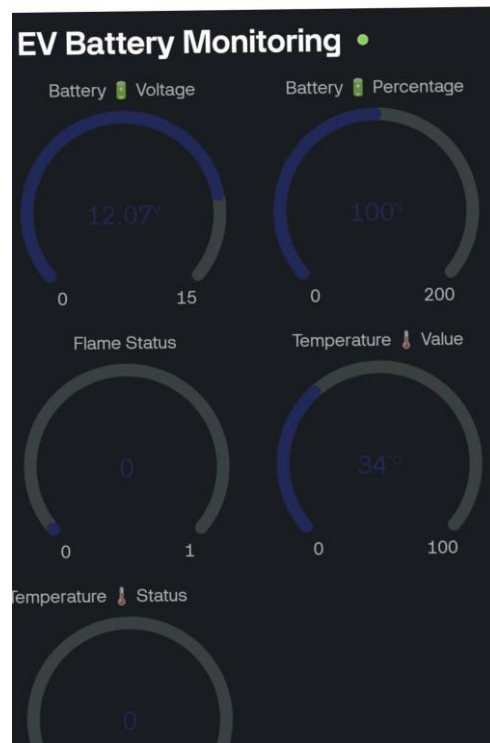 EV Battery Monitoring
Battery 🔋 Voltage
12.07V
0 15
Battery 🔋 Percentage
100%
0 200
Flame Status
0
0 1
Temperature 🌡 Value
34°C
0 100
Temperature 🌡 Status
0